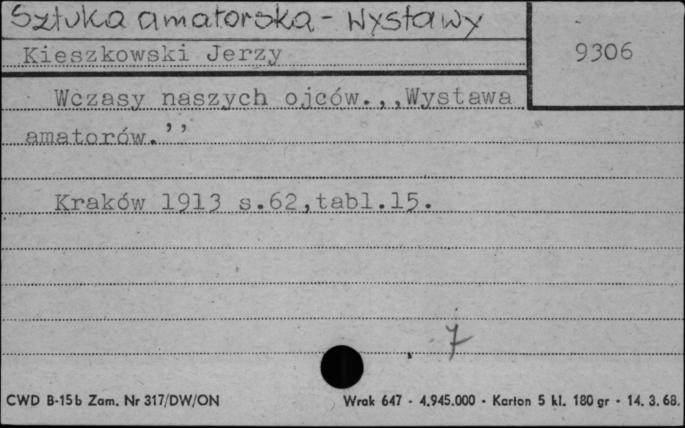 Sztuka amatorska - Wystawy
Kieszkowski Jerzy
9306
Wczasy naszych ojców.,,Wystawa
amatorów.’’
Kraków 1913 s.62,tabl.15.
7
CWD B-15b Zam. Nr 317/DW/ON
Wrak 647 - 4.945.000 - Karton 5 kl. 180 gr - 14. 3. 68.